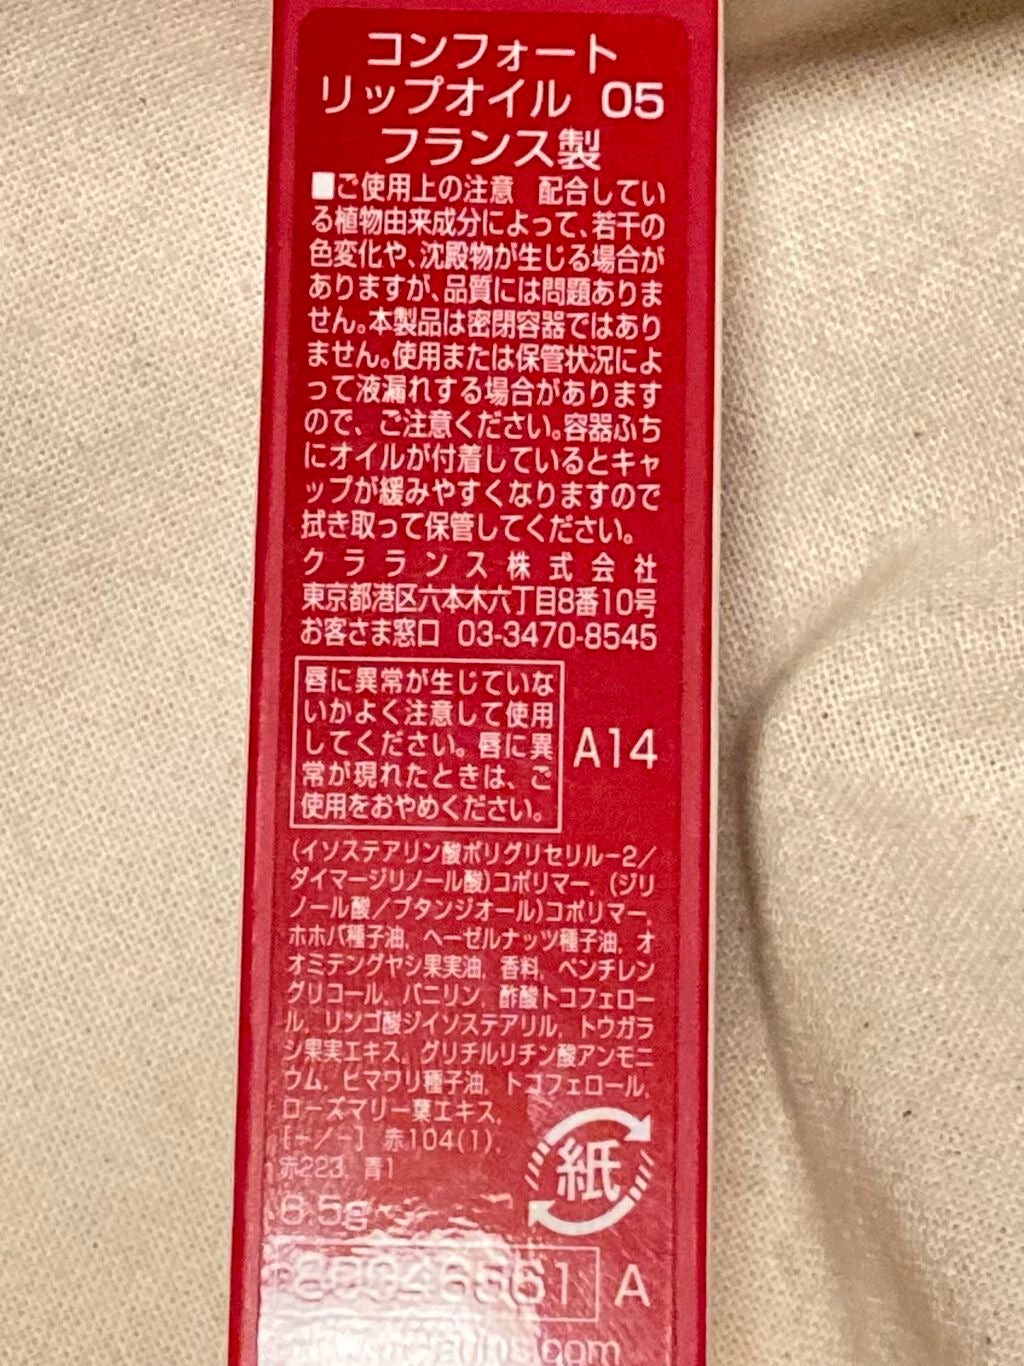 コンフォート
リップオイル 05
フランス製
■ご使用上の注意 配合してい
る植物由来成分によって、若干の
色変化や、沈殿物が生じる場合が
ありますが、品質には問題ありま
せん。本製品は密閉容器ではあり
ません。使用または保管状況によ
って液漏れする場合があります
ので、ご注意ください。容器ふち
にオイルが付着しているとキャ
ップが緩みやすくなりますので
拭き取って保管してください。
クラランス株式会社
東京都港区六本木六丁目8番10号
お客さま窓口 03-3470-8545
唇に異常が生じていな
いかよく注意して使用
してください。唇に異
常が現れたときは、ご
使用をおやめください。
A14
(イソステアリン酸ポリグリセリル-2/
ダイマージリノール酸)コポリマー, (ジリ
ノール酸/ブタンジオール)コポリマー,
ホホバ種子油, ヘーゼルナッツ種子油, オ
オミテングヤシ果実油, 香料, ペンチレン
グリコール, バニリン, 酢酸トコフェロー
ル, リンゴ酸ジイソステアリル, トウガラ
シ果実エキス, グリチルリチン酸アンモニ
ウム, ヒマワリ種子油, トコフェロール,
ローズマリー葉エキス,
[+/-] 赤104(1),
赤223, 青1
紙
6.5g
80046561 A
.com